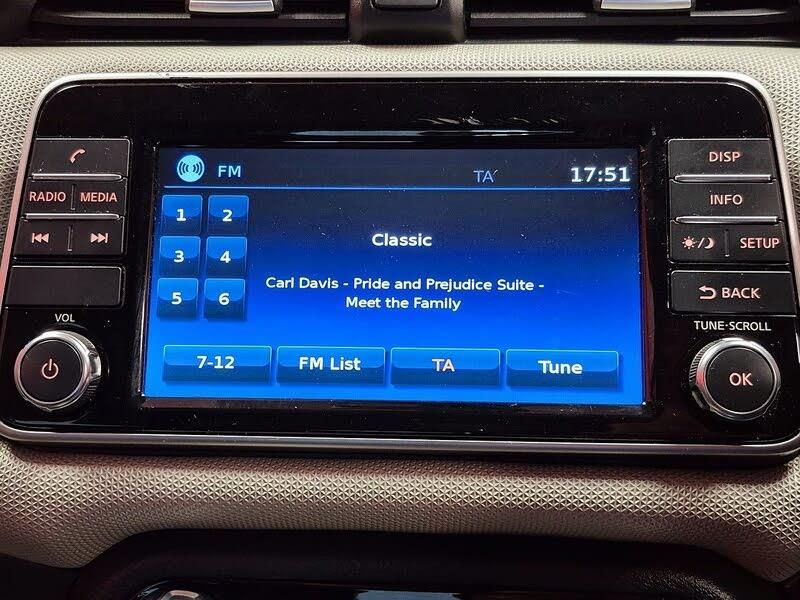 FM TA 17:51
RADIO MEDIA
VOL
1 2
3 4
5 6
Classic
Carl Davis - Pride and Prejudice Suite -
Meet the Family
7-12 FM List TA Tune
DISP
INFO
SETUP
BACK
TUNE·SCROLL
OK